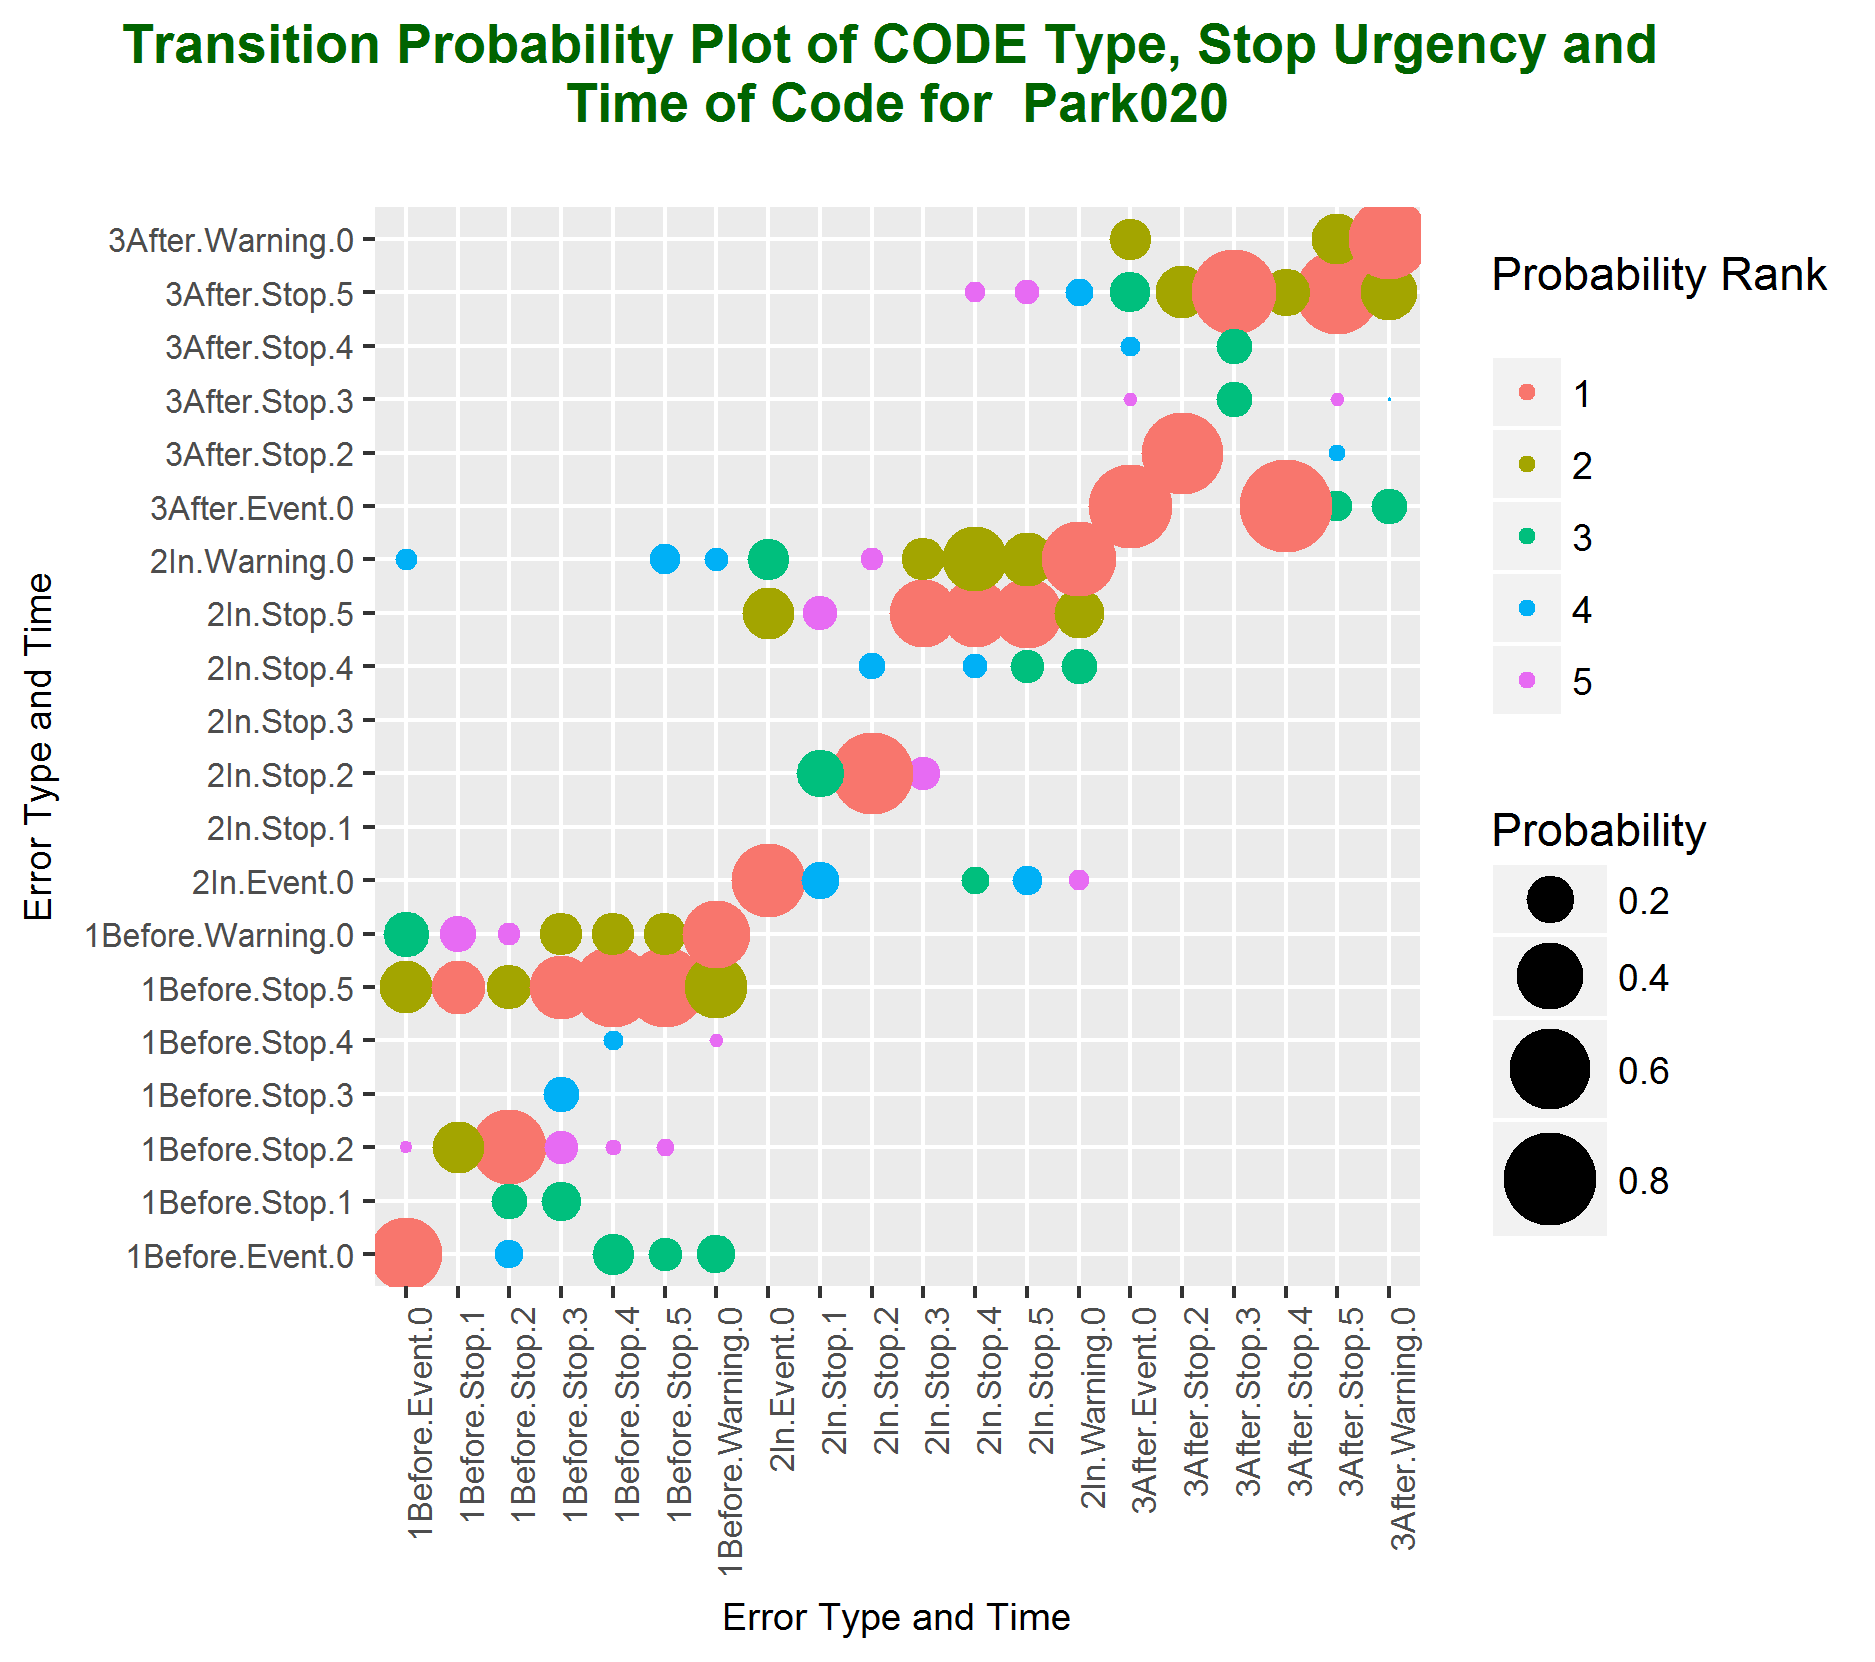 Transition Probability Plot of CODE Type, Stop Urgency and
Time of Code for  Park020
Error Type and Time
3After.Warning.0
3After.Stop.5
3After.Stop.4
3After.Stop.3
3After.Stop.2
3After.Event.0
2In.Warning.0
2In.Stop.5
2In.Stop.4
2In.Stop.3
2In.Stop.2
2In.Stop.1
2In.Event.0
1Before.Warning.0
1Before.Stop.5
1Before.Stop.4
1Before.Stop.3
1Before.Stop.2
1Before.Stop.1
1Before.Event.0
1Before.Event.0
1Before.Stop.1
1Before.Stop.2
1Before.Stop.3
1Before.Stop.4
1Before.Stop.5
1Before.Warning.0
2In.Event.0
2In.Stop.1
2In.Stop.2
2In.Stop.3
2In.Stop.4
2In.Stop.5
2In.Warning.0
3After.Event.0
3After.Stop.2
3After.Stop.3
3After.Stop.4
3After.Stop.5
3After.Warning.0
Error Type and Time
Probability Rank
1
2
3
4
5
Probability
0.2
0.4
0.6
0.8